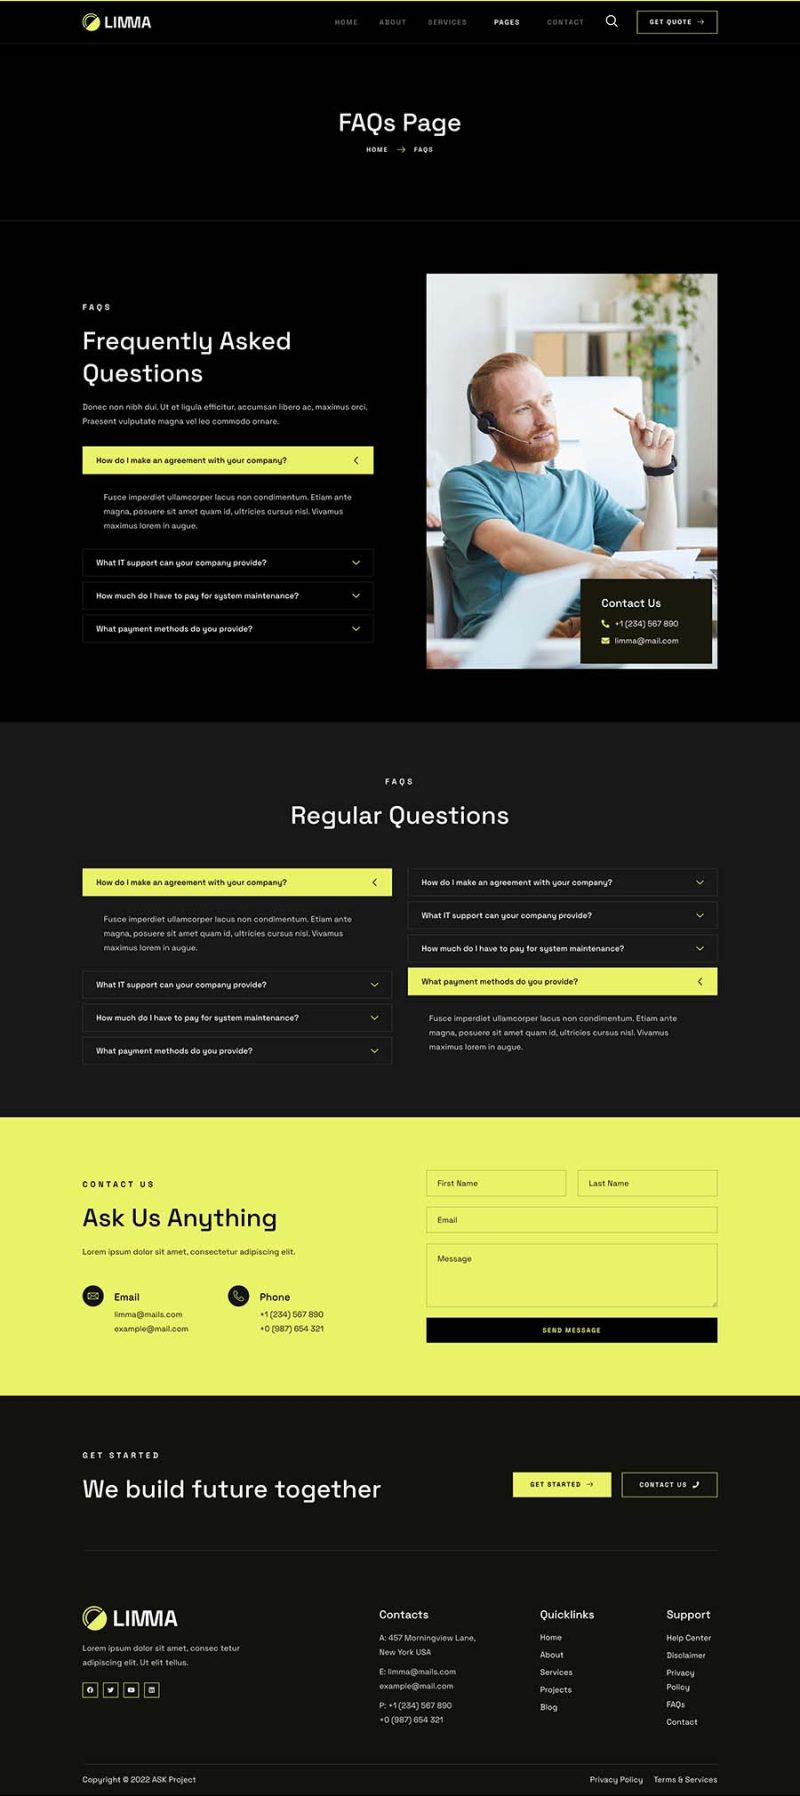 LIMMA
HOME ABOUT SERVICES PAGES CONTACT GET QUOTE
FAQs Page
HOME FAQS
FAQS
Frequently Asked
Questions
Donec non nibh dui. Ut et ligula efficitur, accumsan libero ac, maximus orci.
Praesent vulputate magna vel leo commodo ornare.
How do I make an agreement with your company?
Fusce imperdiet ullamcorper lacus non condimentum. Etiam ante
magna, posuere sit amet quam id, ultricies cursus nisl. Vivamus
maximus lorem in augue.
What IT support can your company provide?
How much do I have to pay for system maintenance?
What payment methods do you provide?
Contact Us
+1 (234) 567 890
limma@mail.com
FAQS
Regular Questions
How do I make an agreement with your company?
Fusce imperdiet ullamcorper lacus non condimentum. Etiam ante
magna, posuere sit amet quam id, ultricies cursus nisl. Vivamus
maximus lorem in augue.
What IT support can your company provide?
How much do I have to pay for system maintenance?
What payment methods do you provide?
How do I make an agreement with your company?
What IT support can your company provide?
How much do I have to pay for system maintenance?
What payment methods do you provide?
Fusce imperdiet ullamcorper lacus non condimentum. Etiam ante
magna, posuere sit amet quam id, ultricies cursus nisl. Vivamus
maximus lorem in augue.
CONTACT US
Ask Us Anything
Lorem ipsum dolor sit amet, consectetur adipiscing elit.
Email
limma@mails.com
example@mail.com
Phone
+1 (234) 567 890
+0 (987) 654 321
First Name
Last Name
Email
Message
SEND MESSAGE
GET STARTED
We build future together
GET STARTED
CONTACT US
LIMMA
Lorem ipsum dolor sit amet, consec tetur
adipiscing elit. Ut elit tellus.
Contacts
A: 457 Morningview Lane,
New York USA
E: limma@mails.com
example@mail.com
P: +1 (234) 567 890
+0 (987) 654 321
Quicklinks
Home
About
Services
Projects
Blog
Support
Help Center
Disclaimer
Privacy
Policy
FAQs
Contact
Copyright © 2022 ASK Project
Privacy Policy Terms & Services